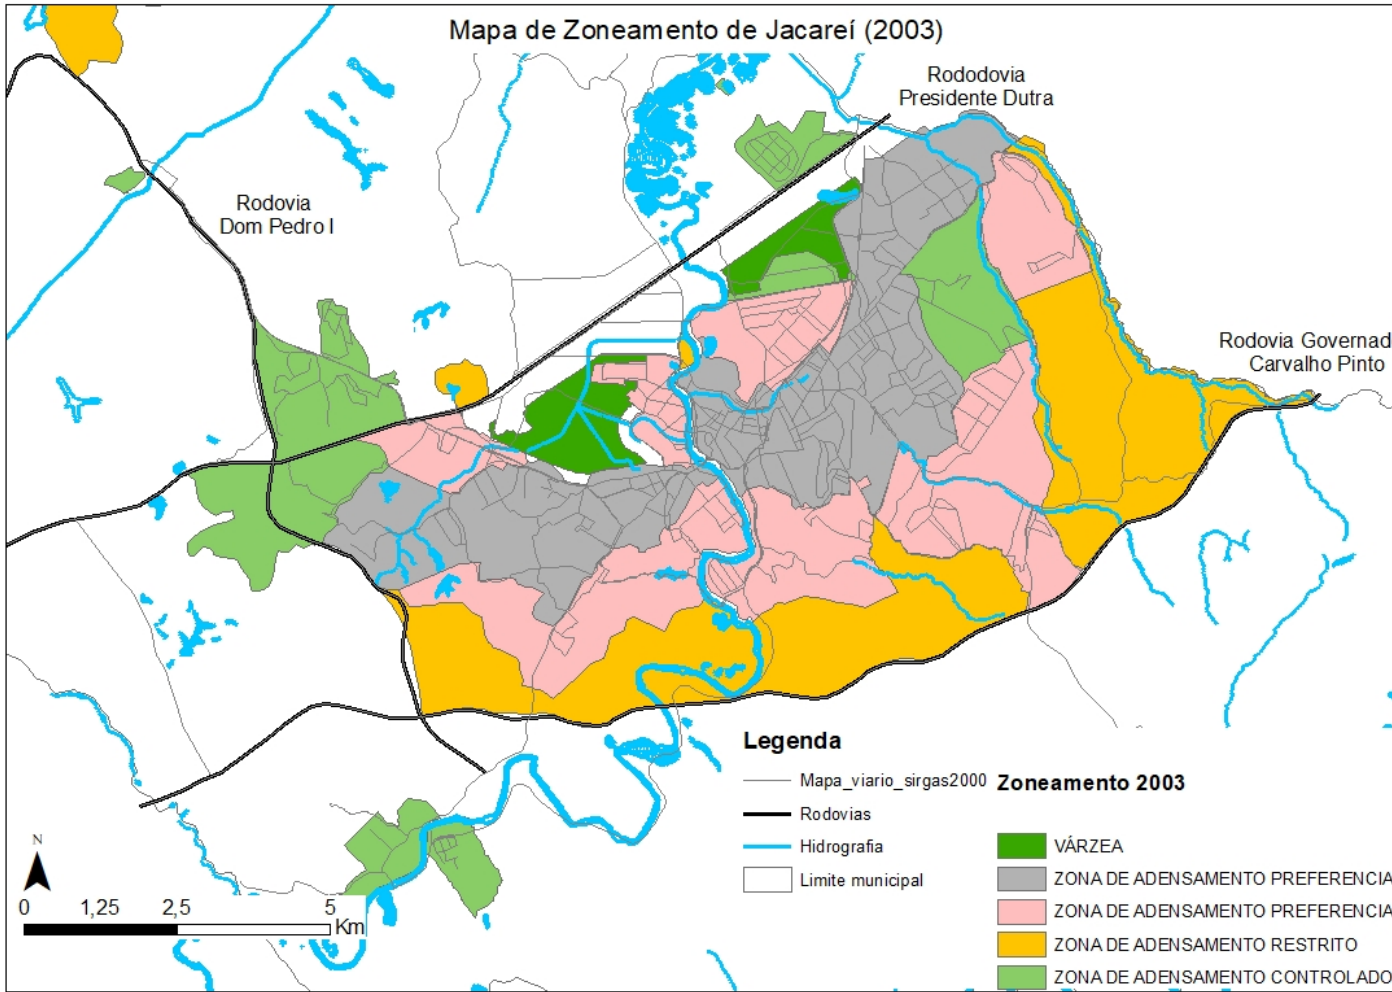 Mapa de Zoneamento de Jacareí (2003)
Rododovia
Presidente Dutra
Rodovia
Dom Pedro I
Rodovia Governad
Carvalho Pinto
Legenda
Mapa_viario_sirgas2000
Rodovias
Hidrografia
Limite municipal
Zoneamento 2003
VÁRZEA
ZONA DE ADENSAMENTO PREFERENCIA
ZONA DE ADENSAMENTO PREFERENCIA
ZONA DE ADENSAMENTO RESTRITO
ZONA DE ADENSAMENTO CONTROLADO
N
0 1,25 2,5 5
Km